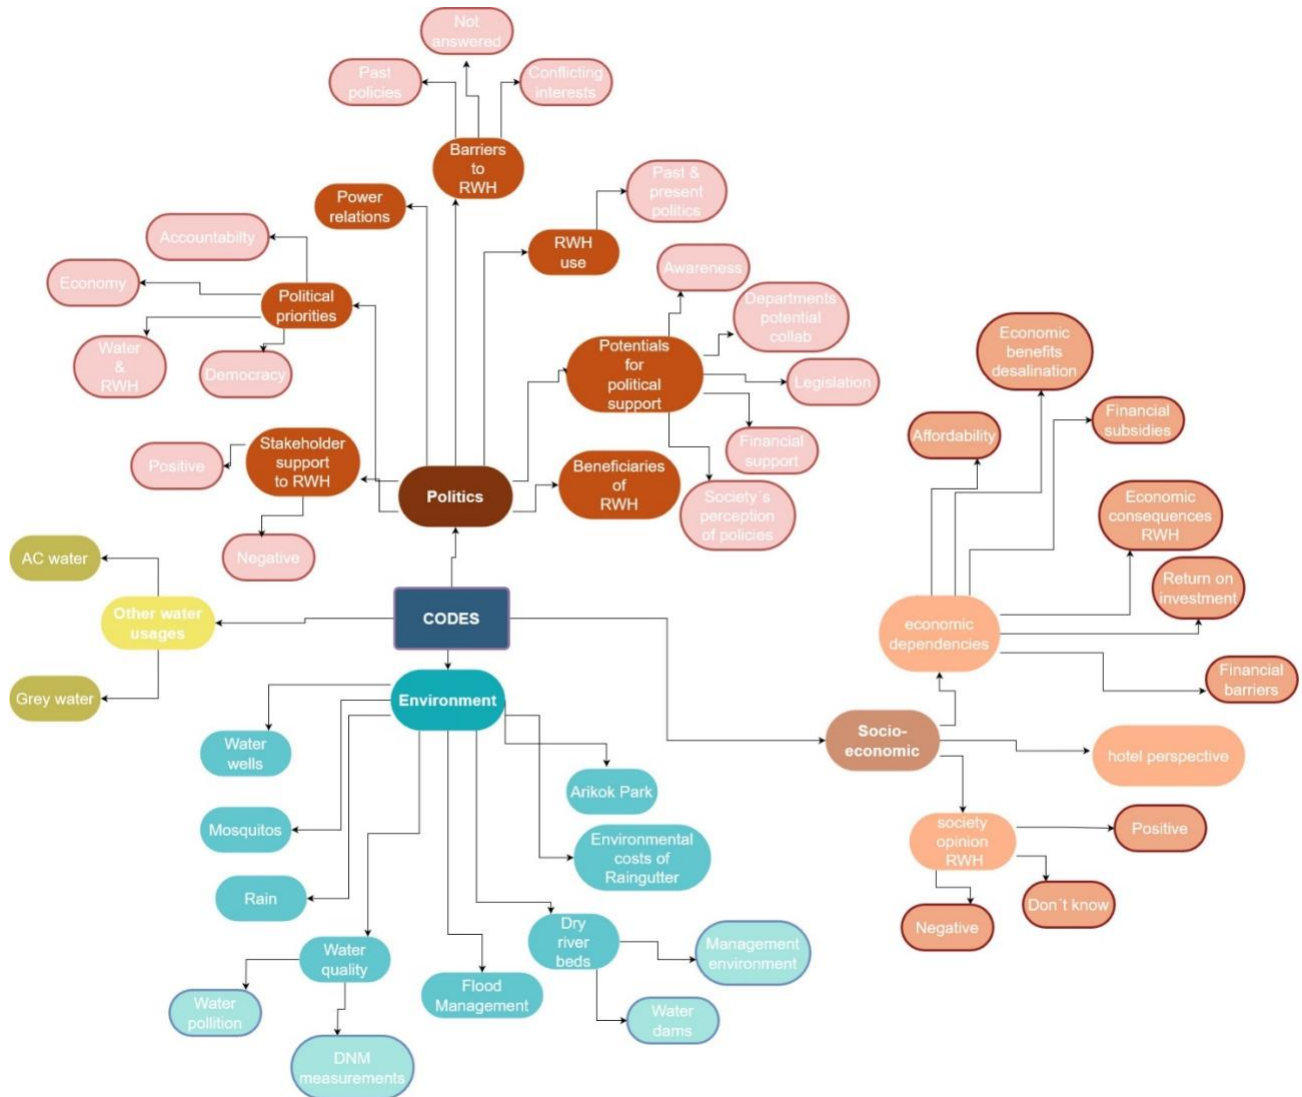 Not
answered
Past
policies
Conflicting
interests
Barriers
to
RWH
Power
relations
Past &
present
politics
RWH
use
Accountabilty
Awareness
Economy
Political
priorities
Departments
potential
collab
Water
&
RWH
Democracy
Potentials
for
political
support
Legislation
Economic
benefits
desalination
Financial
subsidies
Affordability
Financial
support
Stakeholder
support
to RWH
Positive
Beneficiaries
of
RWH
Politics
Society´s
perception
of policies
Economic
consequences
RWH
Negative
AC water
Return on
investment
Other water
usages
CODES
economic
dependencies
Grey water
Environment
Financial
barriers
Socio-
economic
Water
wells
hotel perspective
Arikok Park
Mosquitos
Environmental
costs of
Raingutter
society
opinion
RWH
Positive
Rain
Don´t know
Negative
Dry
river
beds
Management
environment
Water
quality
Flood
Management
Water
pollition
Water
dams
DNM
measurements